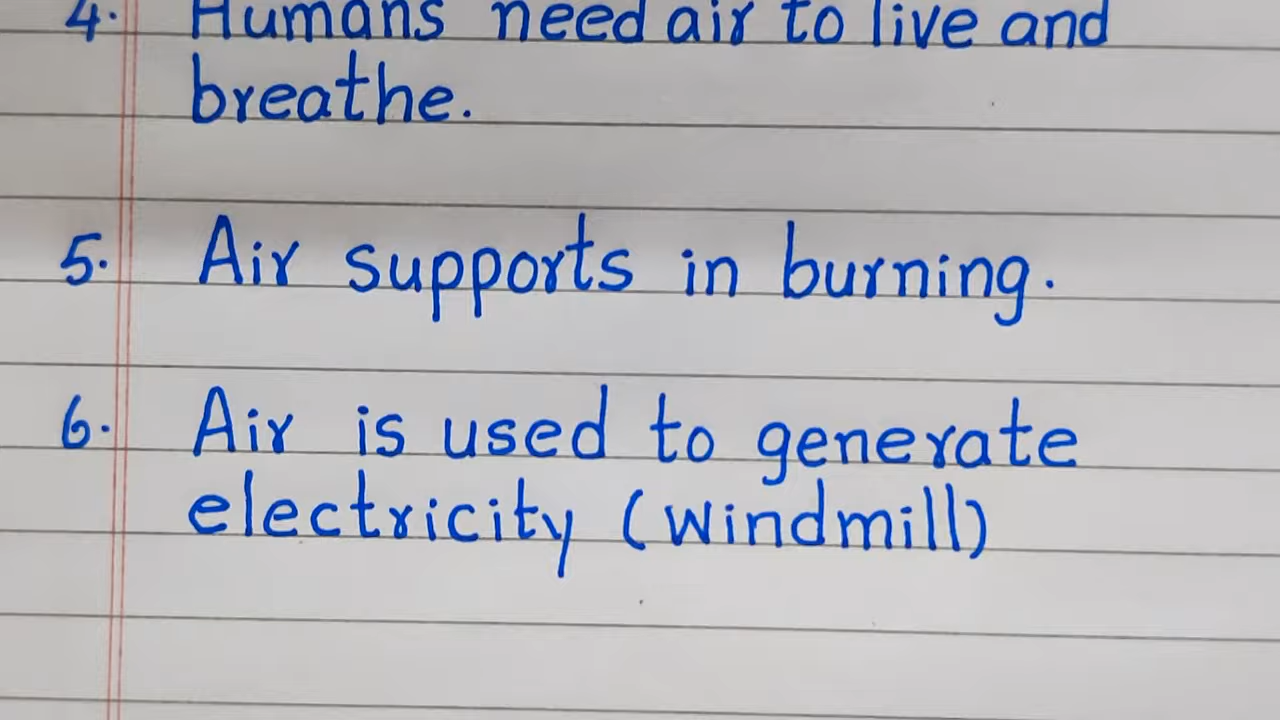 4. Humans need air to live and
breathe.
5. Air supports in burning.
6. Air is used to generate
electricity (windmill)